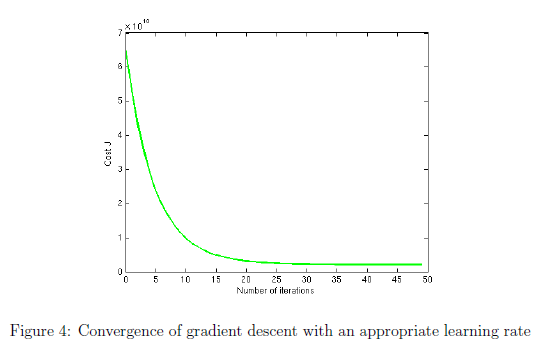 ×10^10
7
6
5
4
3
2
1
0
Cost J
0 5 10 15 20 25 30 35 40 45 50
Number of iterations
Figure 4: Convergence of gradient descent with an appropriate learning rate